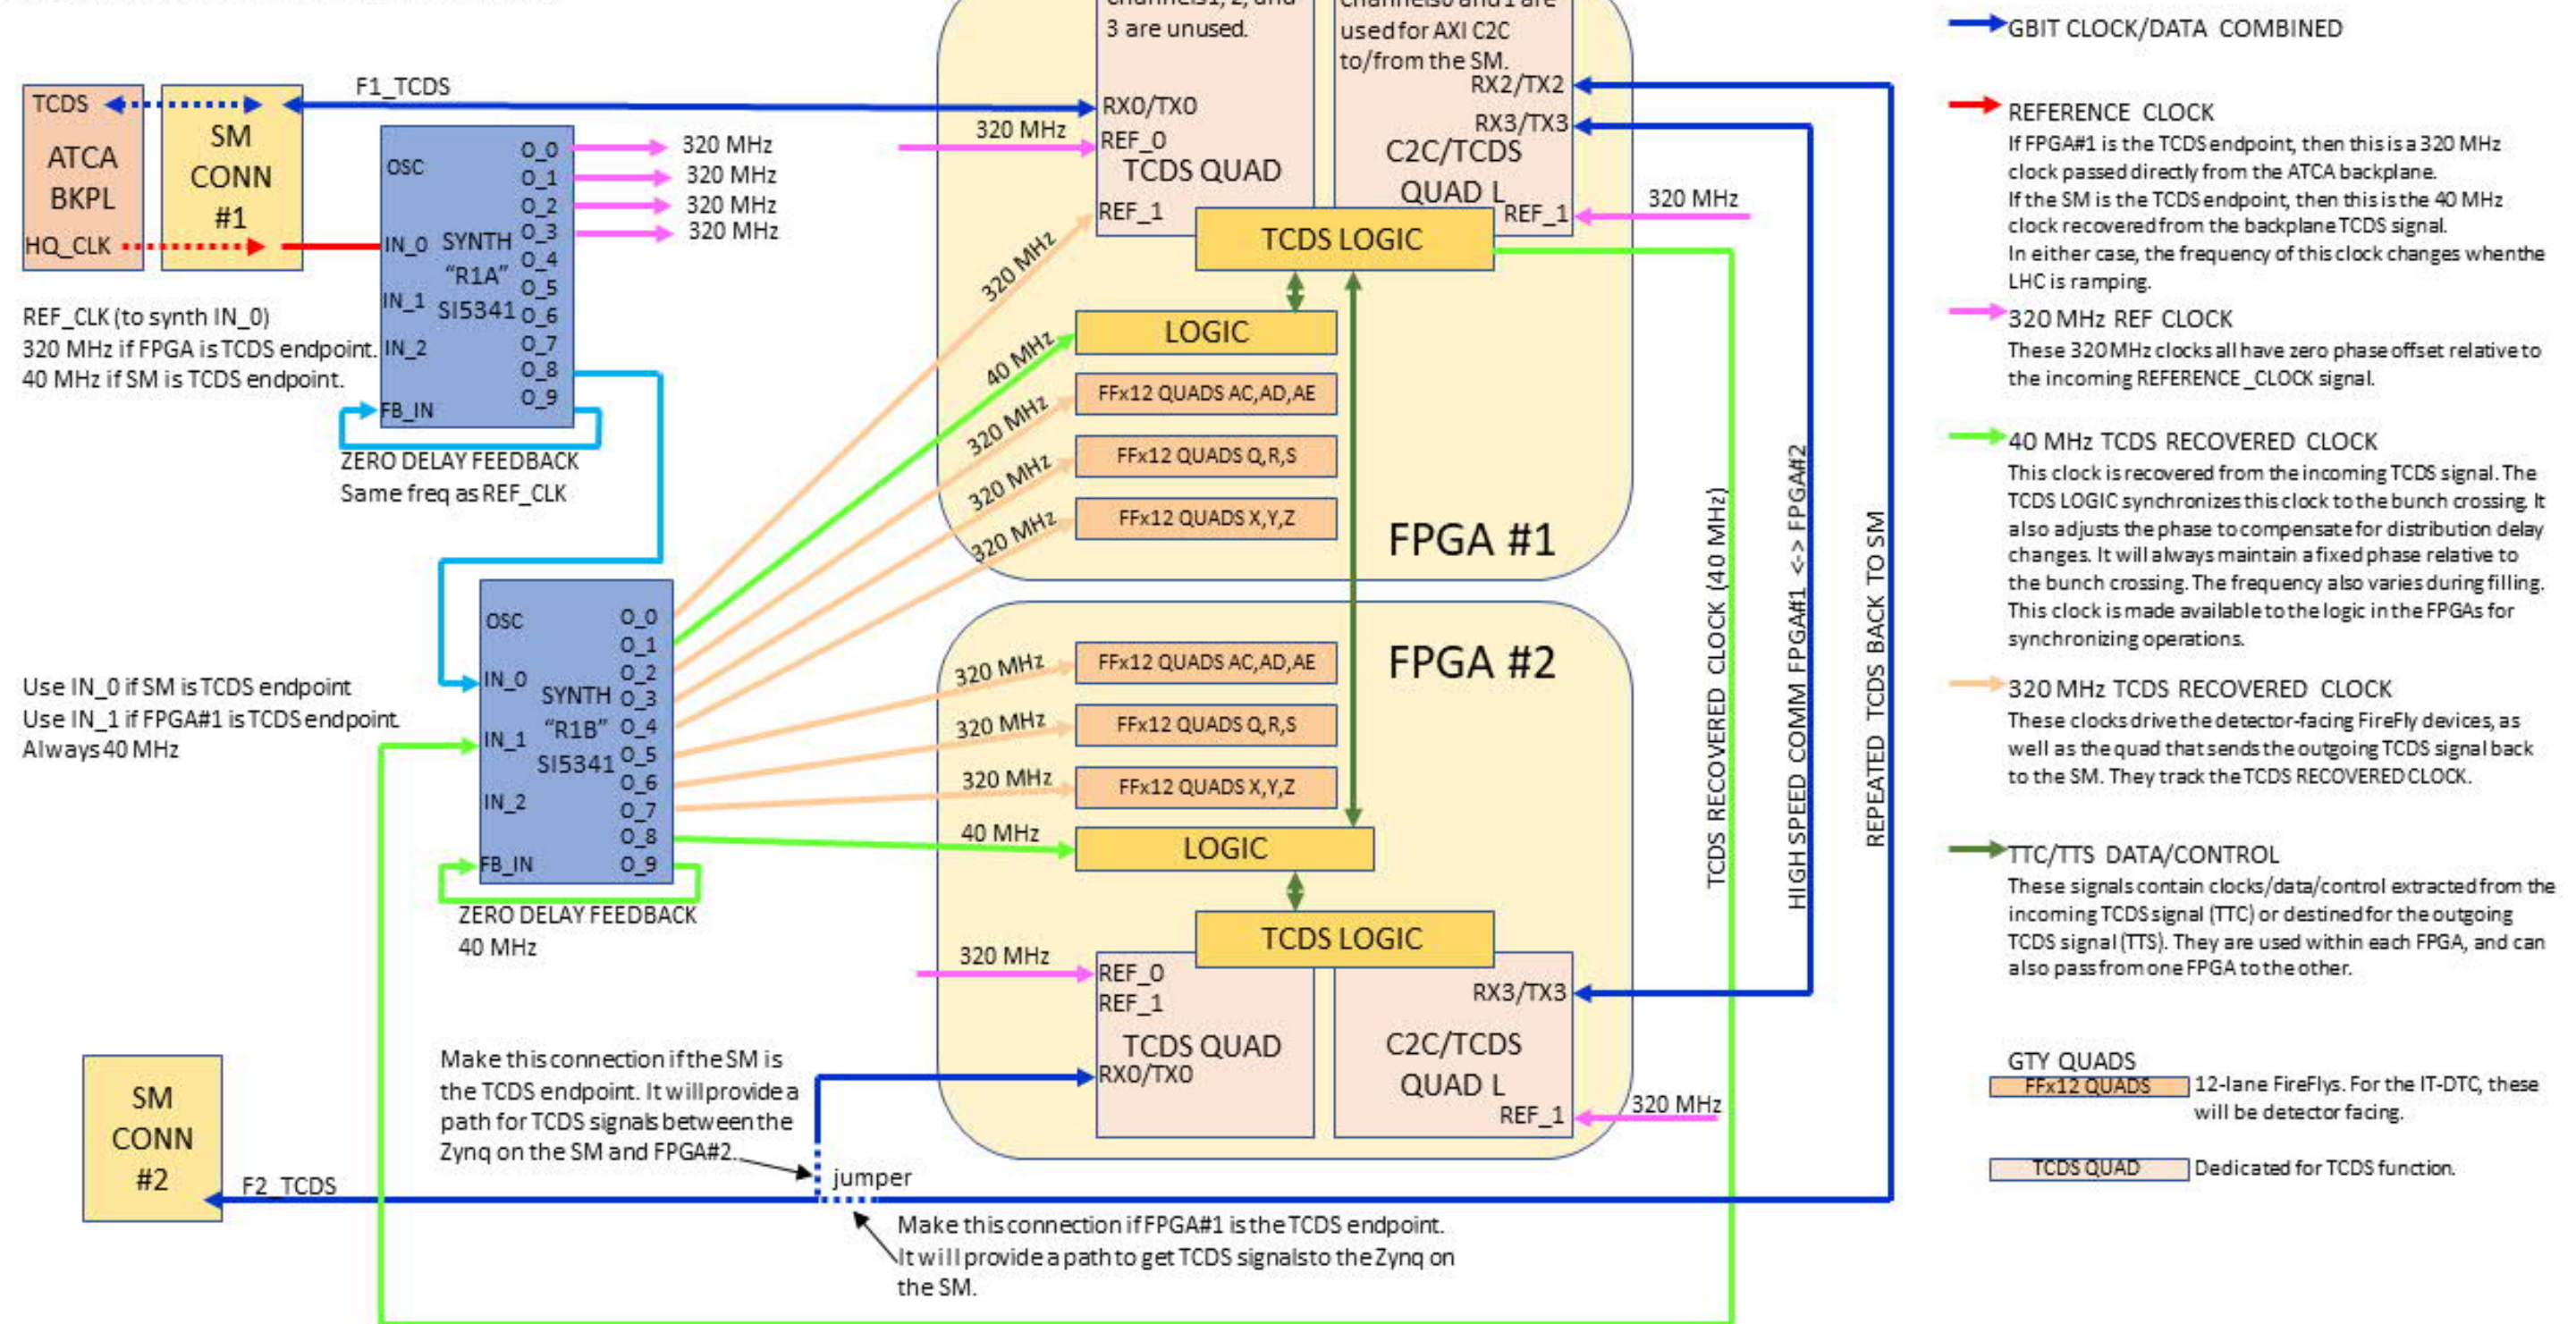 3 are unused.
used for AXI C2C
to/from the SM.
F1_TCDS
TCDS
ATCA
BKPL
HQ_CLK
SM
CONN
#1
OSC
IN_0
IN_1
IN_2
FB_IN
SYNTH
"R1A"
SI5341
O_0
O_1
O_2
O_3
O_4
O_5
O_6
O_7
O_8
O_9
320 MHz
320 MHz
320 MHz
320 MHz
REF_CLK (to synth IN_0)
320 MHz if FPGA is TCDS endpoint.
40 MHz if SM is TCDS endpoint.
ZERO DELAY FEEDBACK
Same freq as REF_CLK
320 MHz
RX0/TX0
REF_0
TCDS QUAD
REF_1
RX2/TX2
RX3/TX3
C2C/TCDS
QUAD L
REF_1
320 MHz
TCDS LOGIC
LOGIC
FFx12 QUADS AC,AD,AE
FFx12 QUADS Q,R,S
FFx12 QUADS X,Y,Z
FPGA #1
320 MHz
40 MHz
320 MHz
320 MHz
320 MHz
OSC
IN_0
IN_1
IN_2
FB_IN
SYNTH
"R1B"
SI5341
O_0
O_1
O_2
O_3
O_4
O_5
O_6
O_7
O_8
O_9
Use IN_0 if SM is TCDS endpoint
Use IN_1 if FPGA#1 is TCDS endpoint.
Always 40 MHz
ZERO DELAY FEEDBACK
40 MHz
320 MHz
320 MHz
320 MHz
40 MHz
FPGA #2
FFx12 QUADS AC,AD,AE
FFx12 QUADS Q,R,S
FFx12 QUADS X,Y,Z
LOGIC
TCDS LOGIC
320 MHz
REF_0
REF_1
TCDS QUAD
RX0/TX0
RX3/TX3
C2C/TCDS
QUAD L
REF_1
320 MHz
TCDS RECOVERED CLOCK (40 MHz)
HIGH SPEED COMM FPGA#1 <-> FPGA#2
REPEATED TCDS BACK TO SM
SM
CONN
#2
F2_TCDS
Make this connection if the SM is
the TCDS endpoint. It will provide a
path for TCDS signals between the
Zynq on the SM and FPGA#2.
jumper
Make this connection if FPGA#1 is the TCDS endpoint.
It will provide a path to get TCDS signals to the Zynq on
the SM.
GBIT CLOCK/DATA COMBINED
REFERENCE CLOCK
If FPGA#1 is the TCDS endpoint, then this is a 320 MHz
clock passed directly from the ATCA backplane.
If the SM is the TCDS endpoint, then this is the 40 MHz
clock recovered from the backplane TCDS signal.
In either case, the frequency of this clock changes when the
LHC is ramping.
320 MHz REF CLOCK
These 320 MHz clocks all have zero phase offset relative to
the incoming REFERENCE_CLOCK signal.
40 MHz TCDS RECOVERED CLOCK
This clock is recovered from the incoming TCDS signal. The
TCDS LOGIC synchronizes this clock to the bunch crossing. It
also adjusts the phase to compensate for distribution delay
changes. It will always maintain a fixed phase relative to
the bunch crossing. The frequency also varies during filling.
This clock is made available to the logic in the FPGAs for
synchronizing operations.
320 MHz TCDS RECOVERED CLOCK
These clocks drive the detector-facing FireFly devices, as
well as the quad that sends the outgoing TCDS signal back
to the SM. They track the TCDS RECOVERED CLOCK.
TTC/TTS DATA/CONTROL
These signals contain clocks/data/control extracted from the
incoming TCDS signal (TTC) or destined for the outgoing
TCDS signal (TTS). They are used within each FPGA, and can
also pass from one FPGA to the other.
GTY QUADS
FFx12 QUADS
12-lane FireFlys. For the IT-DTC, these
will be detector facing.
TCDS QUAD
Dedicated for TCDS function.